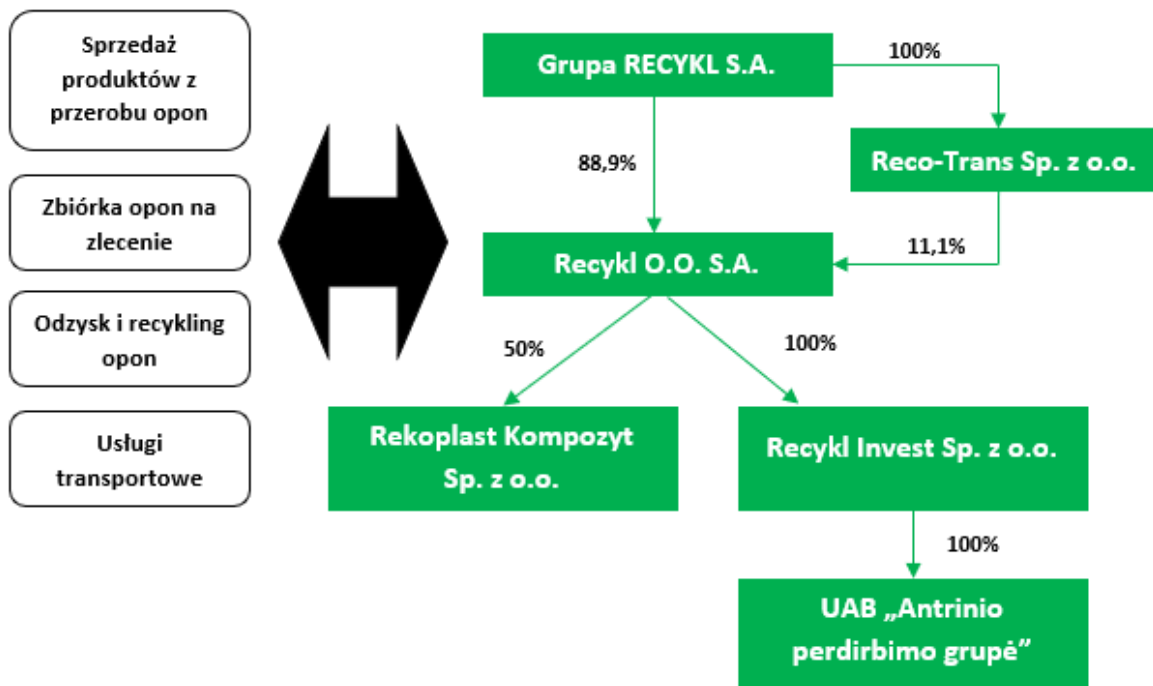 Sprzedaż
produktów z
przerobu opon
Zbiórka opon na
zlecenie
Odzysk i recykling
opon
Usługi
transportowe
Grupa RECYKL S.A.
100%
Reco-Trans Sp. z o.o.
88,9%
11,1%
Recykl O.O. S.A.
50%
100%
Rekoplast Kompozyt
Sp. z o.o.
Recykl Invest Sp. z o.o.
100%
UAB „Antrinio
perdirbimo grupė”